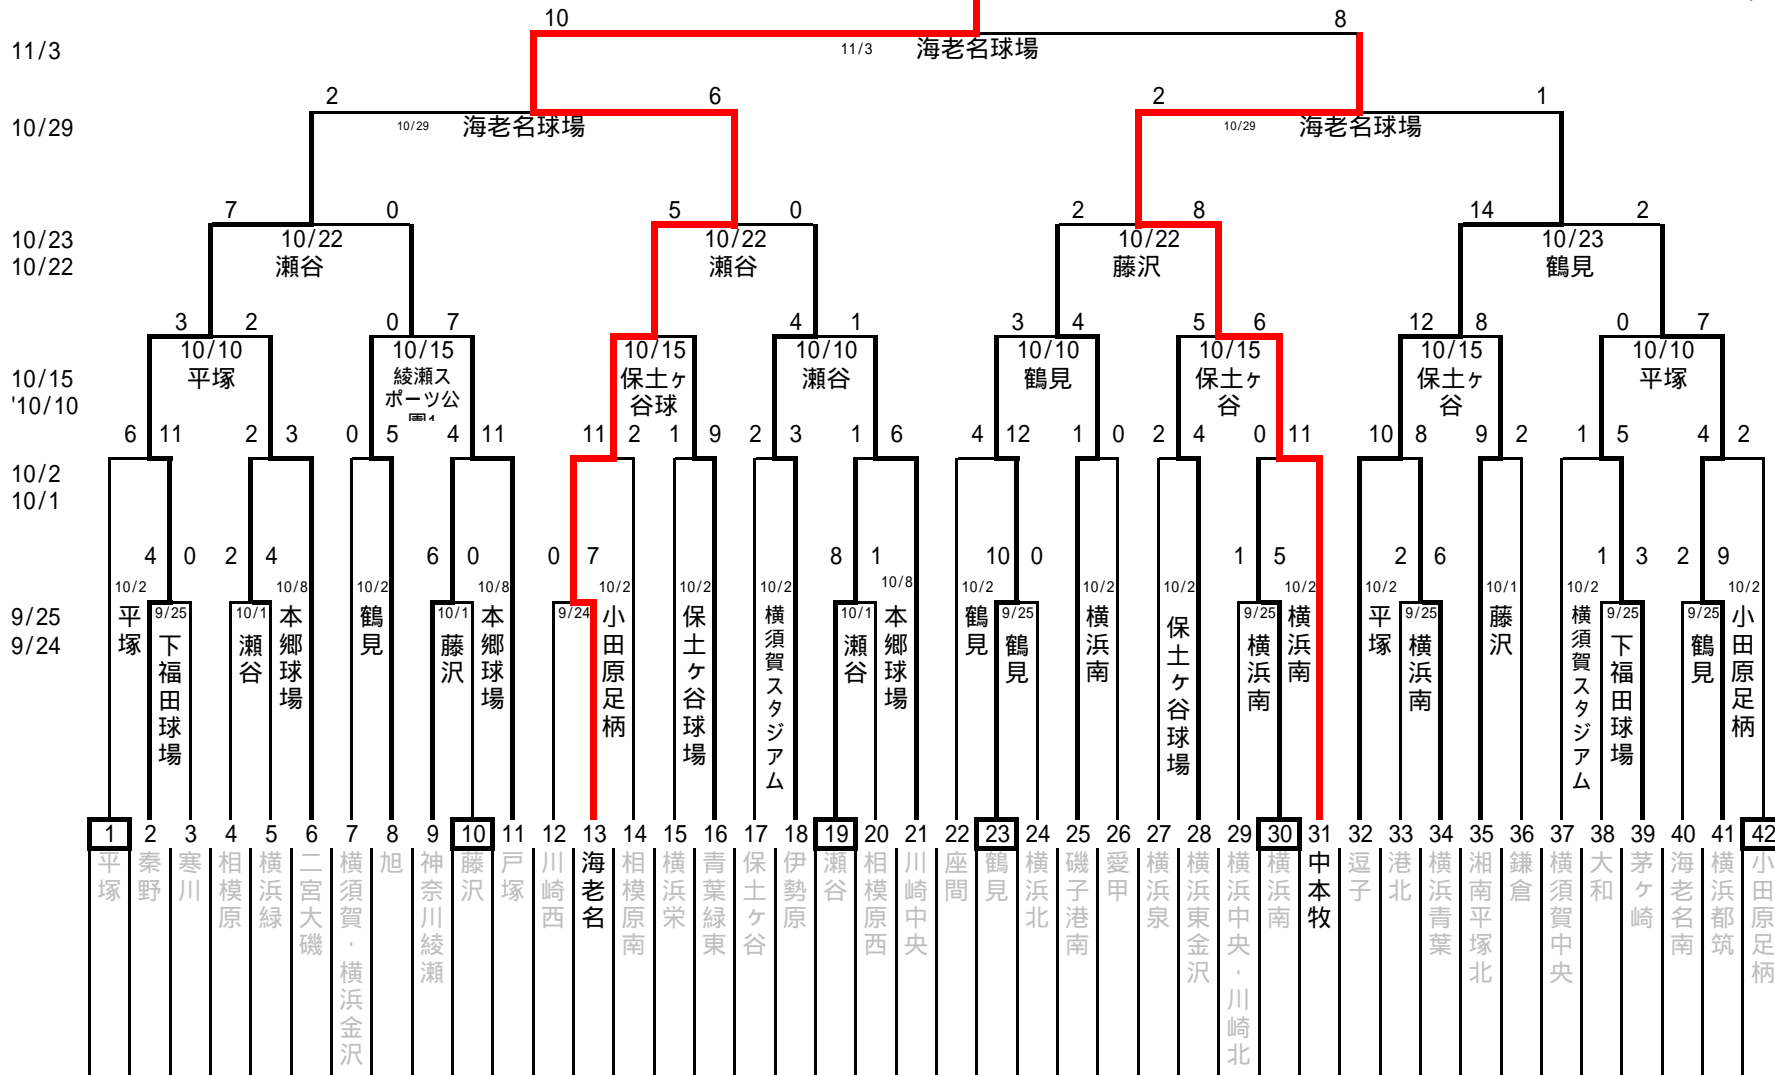 10 8
11/3 11/3 海老名球場
2 6 2 1
10/29 10/29 海老名球場 10/29 海老名球場
7 0 5 0 2 8 14 2
10/23 10/22 10/22 10/22 10/23
10/22 瀬谷 瀬谷 藤沢 鶴見
3 2 0 7 4 1 3 4 5 6 12 8 0 7
10/10 10/15 10/15 10/10 10/10 10/15 10/15 10/10
10/15 平塚 綾瀬ス 保土ヶ 瀬谷 鶴見 保土ヶ 保土ヶ 平塚
'10/10 ポーツ公 谷球 谷 谷
6 11 2 3 0 5 4 11 11 2 1 9 2 3 1 6 4 12 1 0 2 4 0 11 10 8 9 2 1 5 4 2
10/2
10/1
4 0 2 4 6 0 0 7 8 1 10 0 1 5 2 6 1 3 2 9
10/2 10/8 10/2 10/8 10/2 10/2 10/2 10/8 10/2 10/2 10/2 10/2 10/2 10/1 10/2 10/2
9/25 10/1 10/1 9/24 10/1 9/25 9/25 9/25 9/25 9/25
9/25
9/24
平塚
下福田球場
瀬谷
本郷球場
鶴見
藤沢
本郷球場
小田原足柄
保土ヶ谷球場
横須賀スタジアム
瀬谷
本郷球場
鶴見
鶴見
横浜南
保土ヶ谷球場
横浜南
横浜南
平塚
横浜南
藤沢
横須賀スタジアム
下福田球場
鶴見
小田原足柄
1 2 3 4 5 6 7 8 9 10 11 12 13 14 15 16 17 18 19 20 21 22 23 24 25 26 27 28 29 30 31 32 33 34 35 36 37 38 39 40 41 42
平塚
秦野
寒川
相模原
横浜緑
二宮大磯
横須賀・横浜金沢
旭
神奈川綾瀬
藤沢
戸塚
川崎西
海老名
相模原南
横浜栄
青葉緑東
保土ヶ谷
伊勢原
瀬谷
相模原西
川崎中央
座間
鶴見
横浜北
磯子港南
愛甲
横浜泉
横浜東金沢
横浜中央・川崎北
横浜南
中本牧
逗子
港北
横浜青葉
湘南平塚北
鎌倉
横須賀中央
大和
茅ヶ崎
海老名南
横浜都筑
小田原足柄